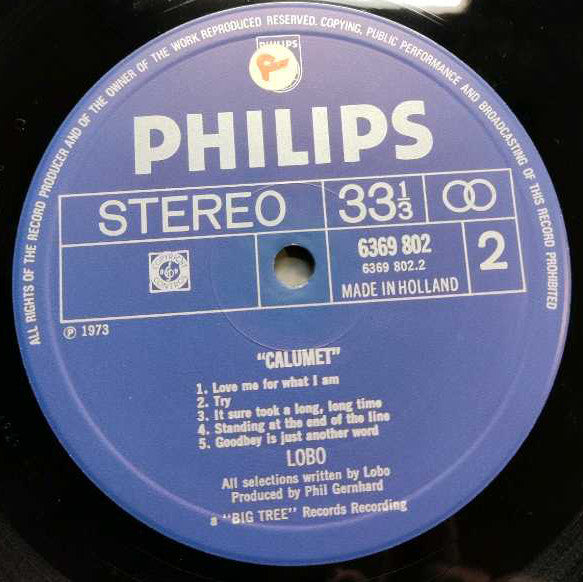 ALL RIGHTS OF THE RECORD PRODUCER AND OF THE OWNER OF THE WORK REPRODUCED RESERVED. COPYING, PUBLIC PERFORMANCE AND BROADCASTING OF THIS RECORD PROHIBITED
PHILIPS
PHILIPS
STEREO
33⅓
6369 802
6369 802.2
MADE IN HOLLAND
2
℗ 1973
"CALUMET"
1. Love me for what I am
2. Try
3. It sure took a long, long time
4. Standing at the end of the line
5. Goodbey is just another word
LOBO
All selections written by Lobo
Produced by Phil Gernhard
a "BIG TREE" Records Recording